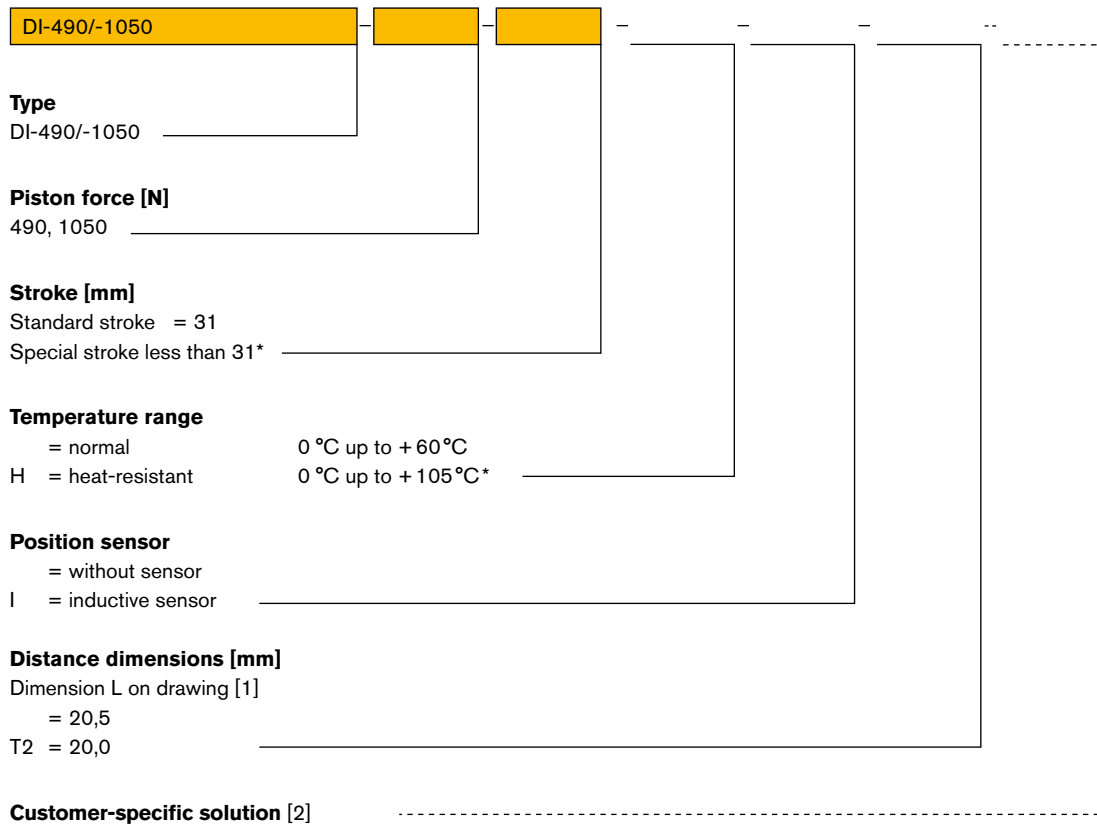 DI-490/-1050 – – – – – --
Type
DI-490/-1050
Piston force [N]
490, 1050
Stroke [mm]
Standard stroke = 31
Special stroke less than 31*
Temperature range
= normal 0 °C up to +60°C
H = heat-resistant 0 °C up to +105°C*
Position sensor
= without sensor
I = inductive sensor
Distance dimensions [mm]
Dimension L on drawing [1]
= 20,5
T2 = 20,0
Customer-specific solution [2]